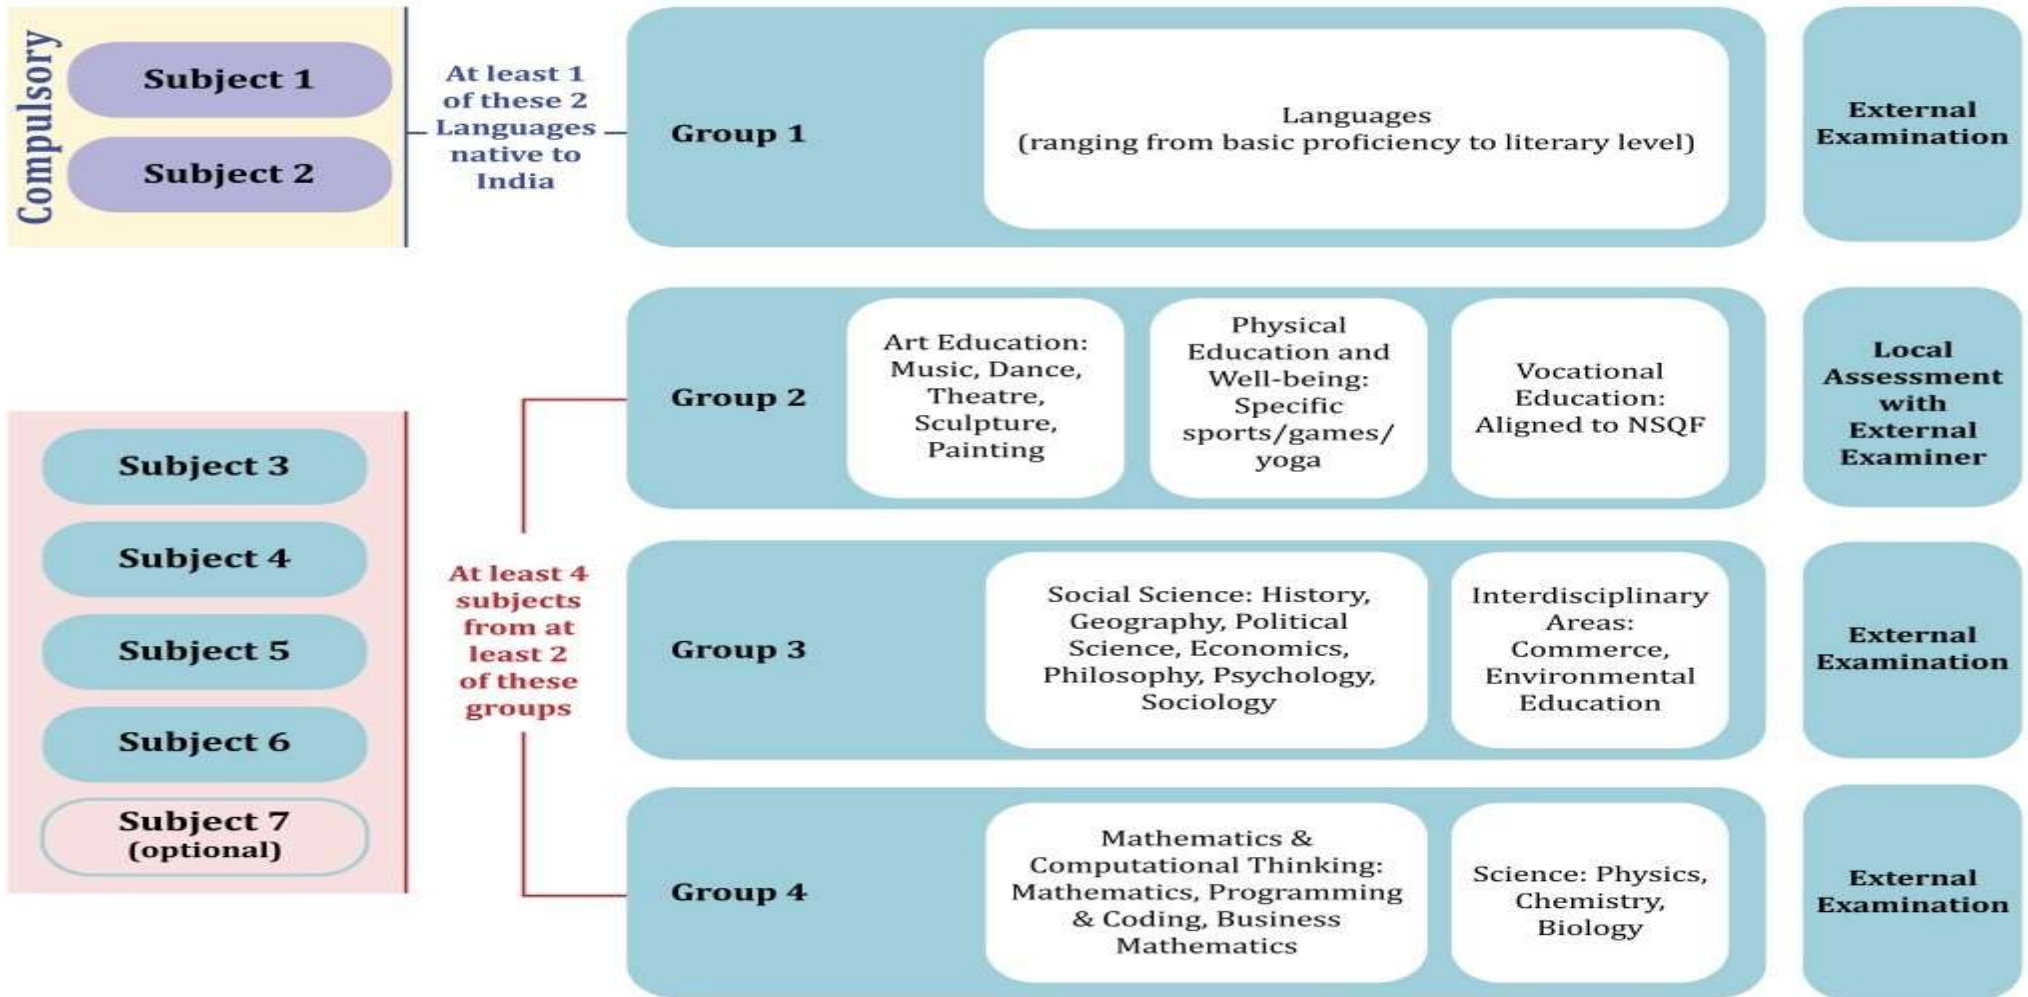 Compulsory
Subject 1
Subject 2
At least 1
of these 2
Languages
native to
India
Group 1
Languages
(ranging from basic proficiency to literary level)
External
Examination
Group 2
Art Education:
Music, Dance,
Theatre,
Sculpture,
Painting
Physical
Education and
Well-being:
Specific
sports/games/
yoga
Vocational
Education:
Aligned to NSQF
Local
Assessment
with
External
Examiner
Subject 3
Subject 4
Subject 5
Subject 6
Subject 7
(optional)
At least 4
subjects
from at
least 2
of these
groups
Group 3
Social Science: History,
Geography, Political
Science, Economics,
Philosophy, Psychology,
Sociology
Interdisciplinary
Areas:
Commerce,
Environmental
Education
External
Examination
Group 4
Mathematics &
Computational Thinking:
Mathematics, Programming
& Coding, Business
Mathematics
Science: Physics,
Chemistry,
Biology
External
Examination